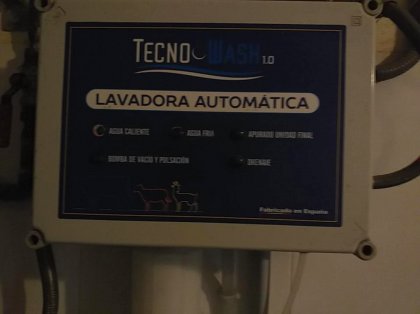 TECNO WASH 1.0
LAVADORA AUTOMÁTICA
AGUA CALIENTE AGUA FRIA APURADO UNIDAD FINAL
BOMBA DE VACIO Y PULSACIÓN DRENAJE
Fabricado en España